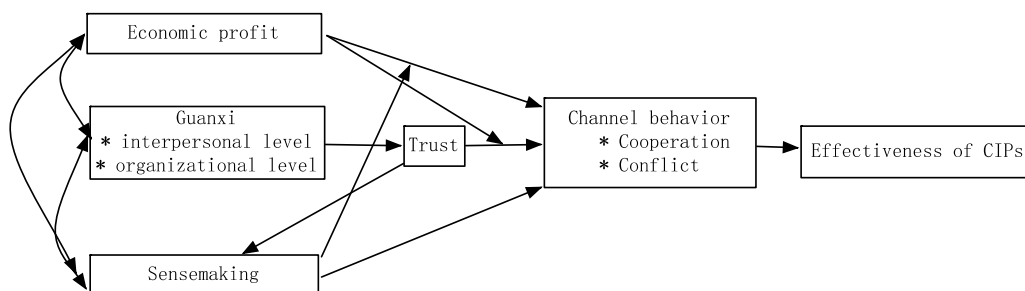 Economic profit
Guanxi
* interpersonal level
* organizational level
Trust
Channel behavior
* Cooperation
* Conflict
Effectiveness of CIPs
Sensemaking